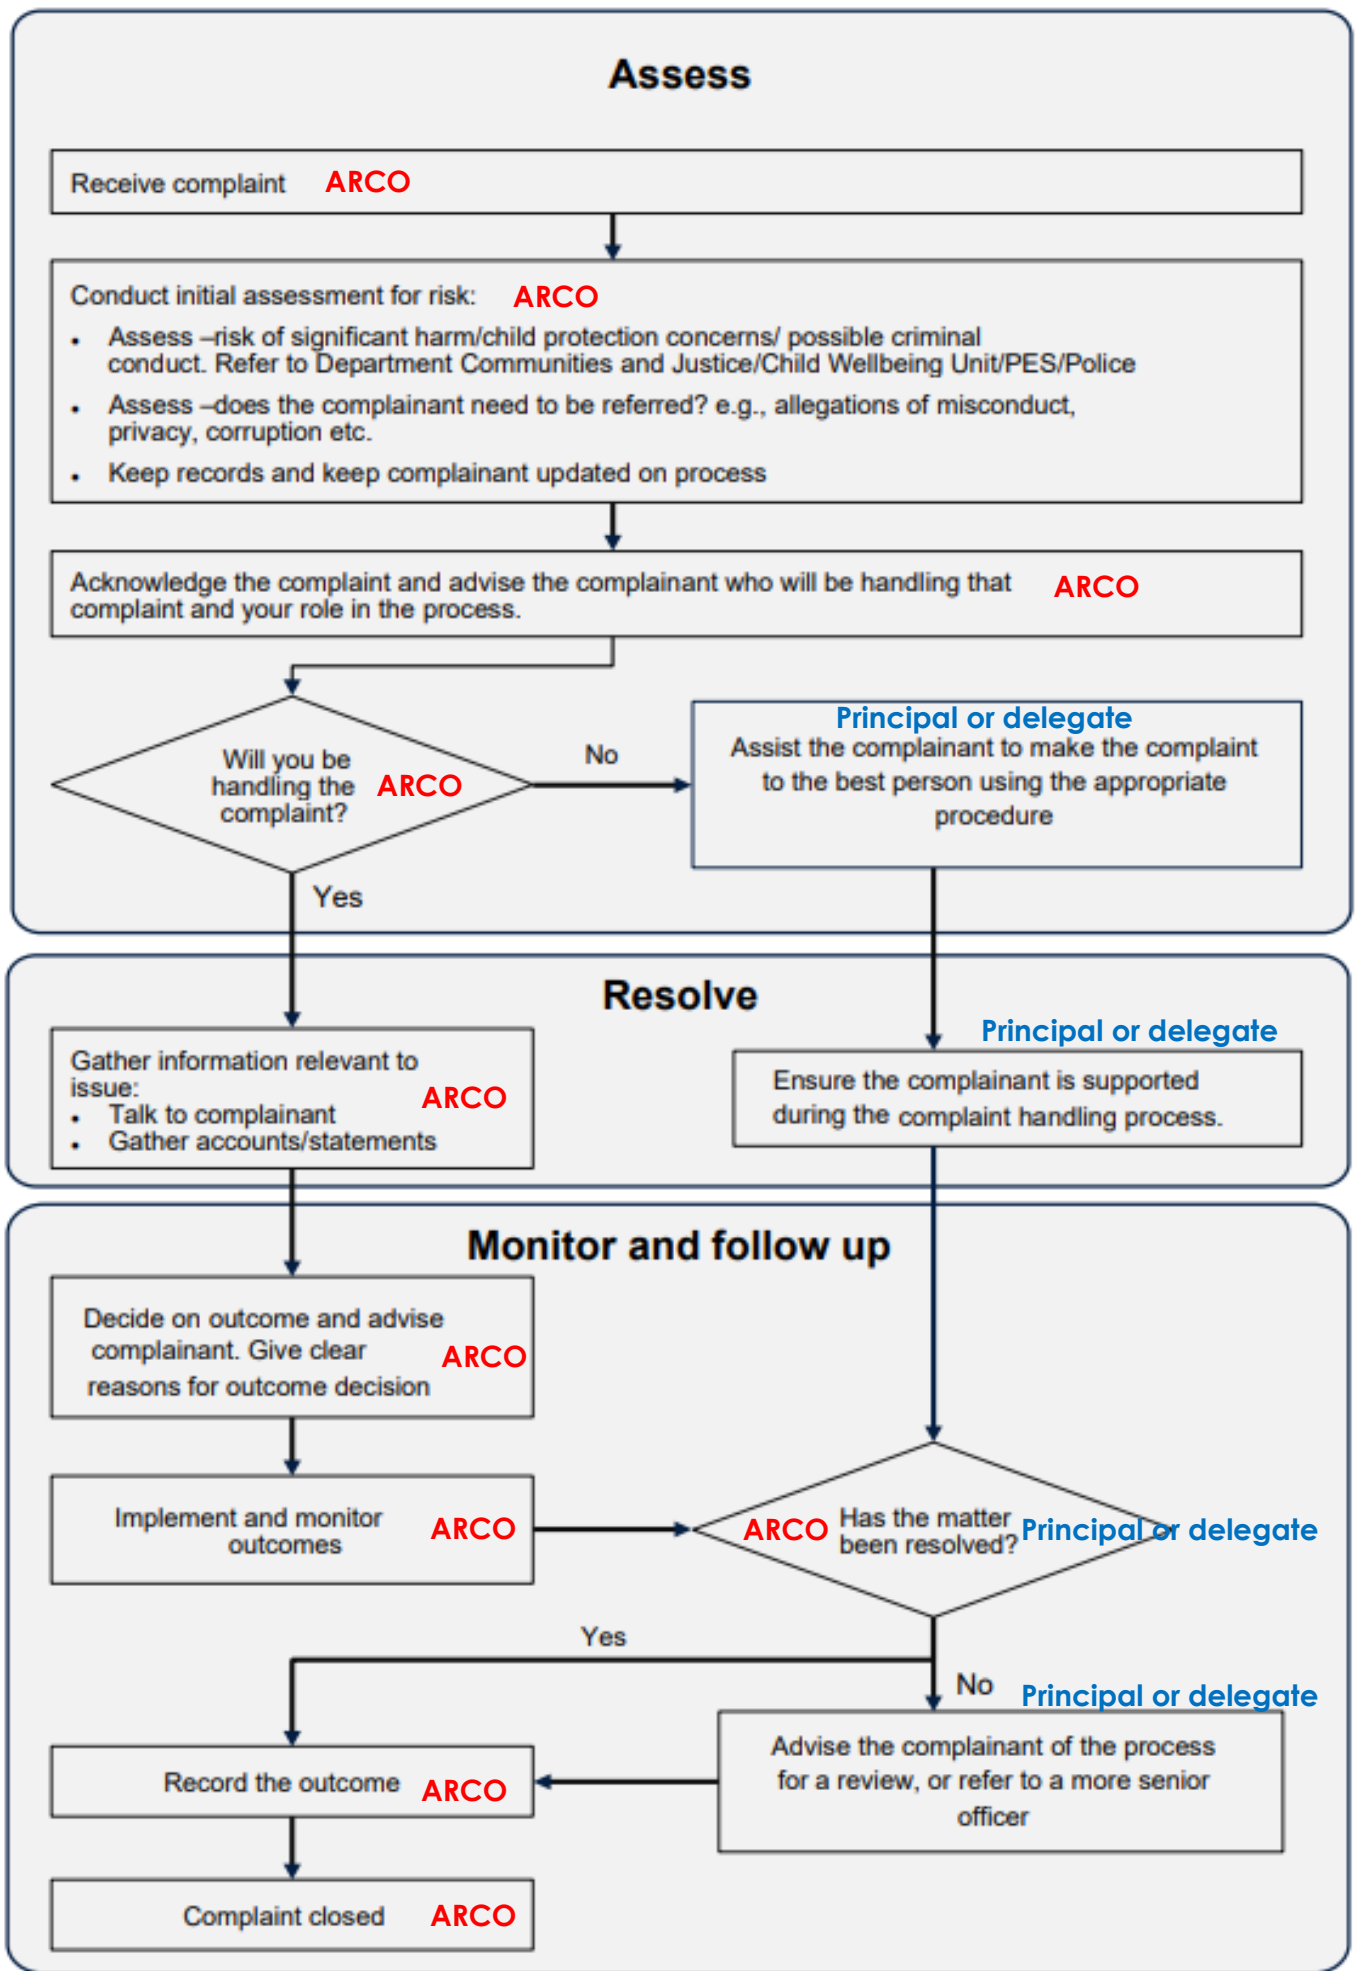 Assess
Receive complaint ARCO
Conduct initial assessment for risk: ARCO
• Assess –risk of significant harm/child protection concerns/ possible criminal
conduct. Refer to Department Communities and Justice/Child Wellbeing Unit/PES/Police
• Assess –does the complainant need to be referred? e.g., allegations of misconduct,
privacy, corruption etc.
• Keep records and keep complainant updated on process
Acknowledge the complaint and advise the complainant who will be handling that
complaint and your role in the process.
ARCO
Will you be
handling the
complaint?
ARCO
No
Principal or delegate
Assist the complainant to make the complaint
to the best person using the appropriate
procedure
Yes
Resolve
Gather information relevant to
issue:
• Talk to complainant
• Gather accounts/statements
ARCO
Principal or delegate
Ensure the complainant is supported
during the complaint handling process.
Monitor and follow up
Decide on outcome and advise
complainant. Give clear
reasons for outcome decision
ARCO
Implement and monitor
outcomes
ARCO
ARCO
Has the matter
been resolved?
Principal or delegate
Yes
No
Principal or delegate
Advise the complainant of the process
for a review, or refer to a more senior
officer
Record the outcome ARCO
Complaint closed ARCO